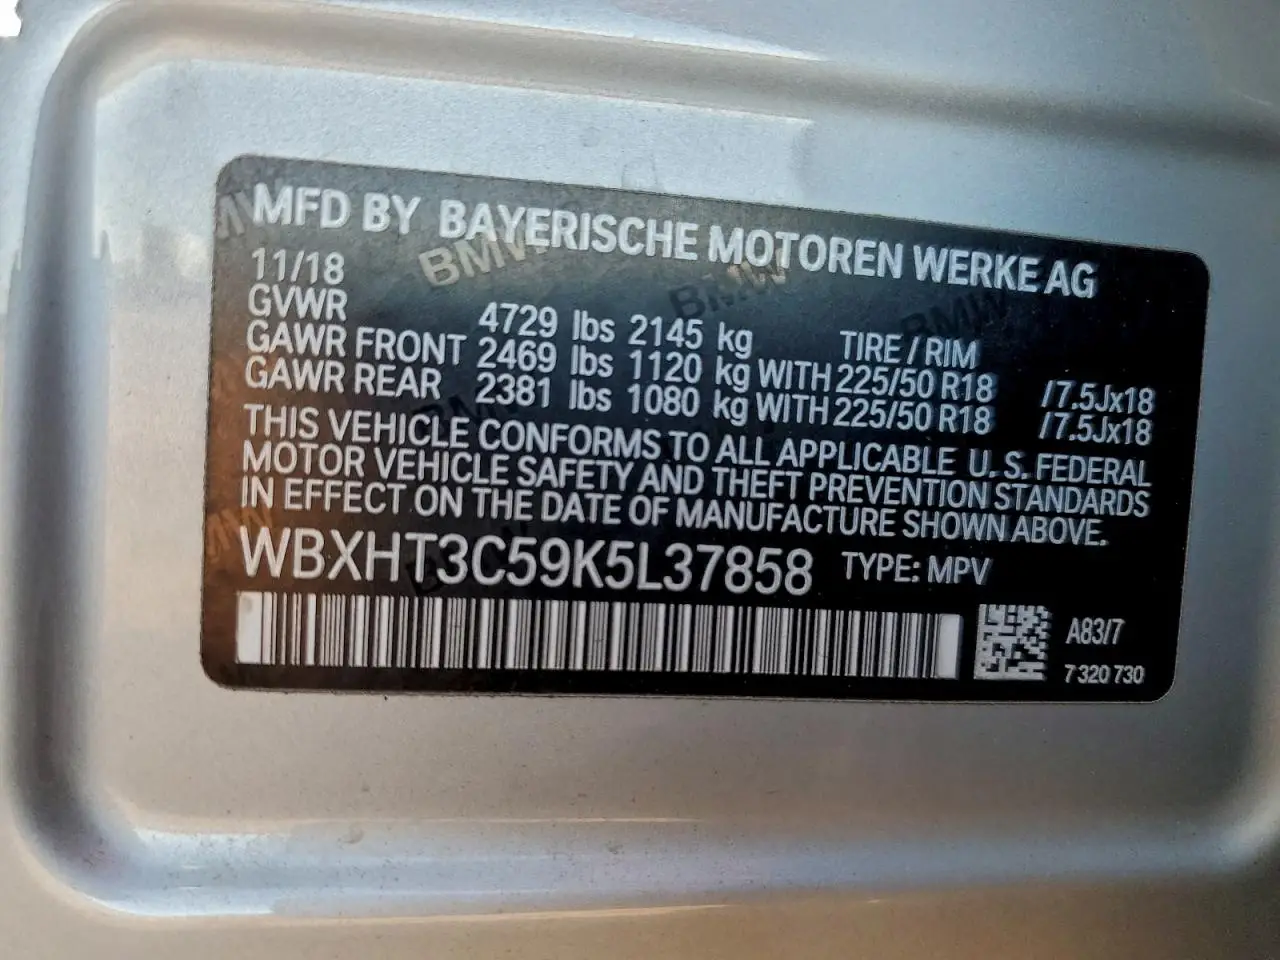 MFD BY BAYERISCHE MOTOREN WERKE AG
11/18
GVWR 4729 lbs 2145 kg TIRE / RIM
GAWR FRONT 2469 lbs 1120 kg WITH 225/50 R18 /7.5Jx18
GAWR REAR 2381 lbs 1080 kg WITH 225/50 R18 /7.5Jx18
THIS VEHICLE CONFORMS TO ALL APPLICABLE U. S. FEDERAL
MOTOR VEHICLE SAFETY AND THEFT PREVENTION STANDARDS
IN EFFECT ON THE DATE OF MANUFACTURE SHOWN ABOVE.
WBXHT3C59K5L37858 TYPE: MPV
A83/7
7 320 730